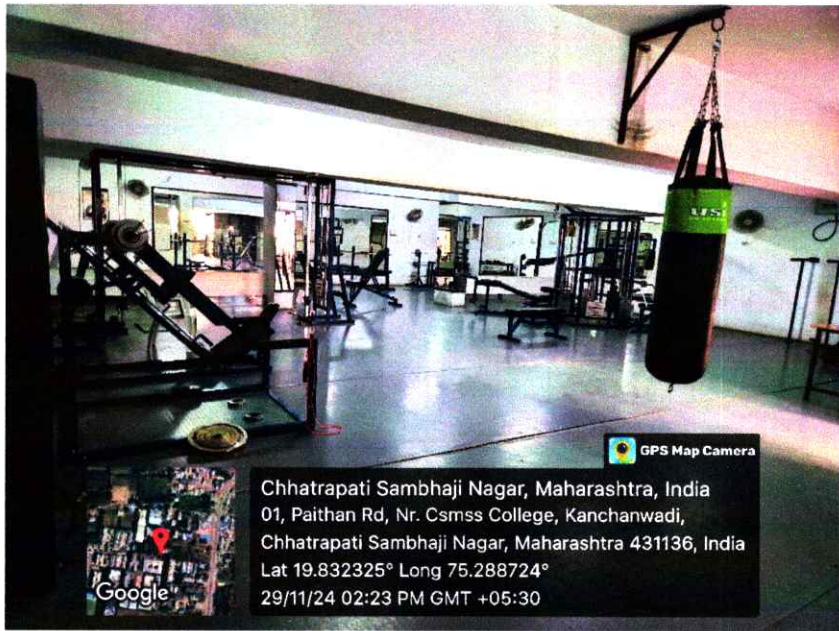 GPS Map Camera
Chhatrapati Sambhaji Nagar, Maharashtra, India
01, Paithan Rd, Nr. Csmss College, Kanchanwadi,
Chhatrapati Sambhaji Nagar, Maharashtra 431136, India
Lat 19.832325° Long 75.288724°
29/11/24 02:23 PM GMT +05:30
Google